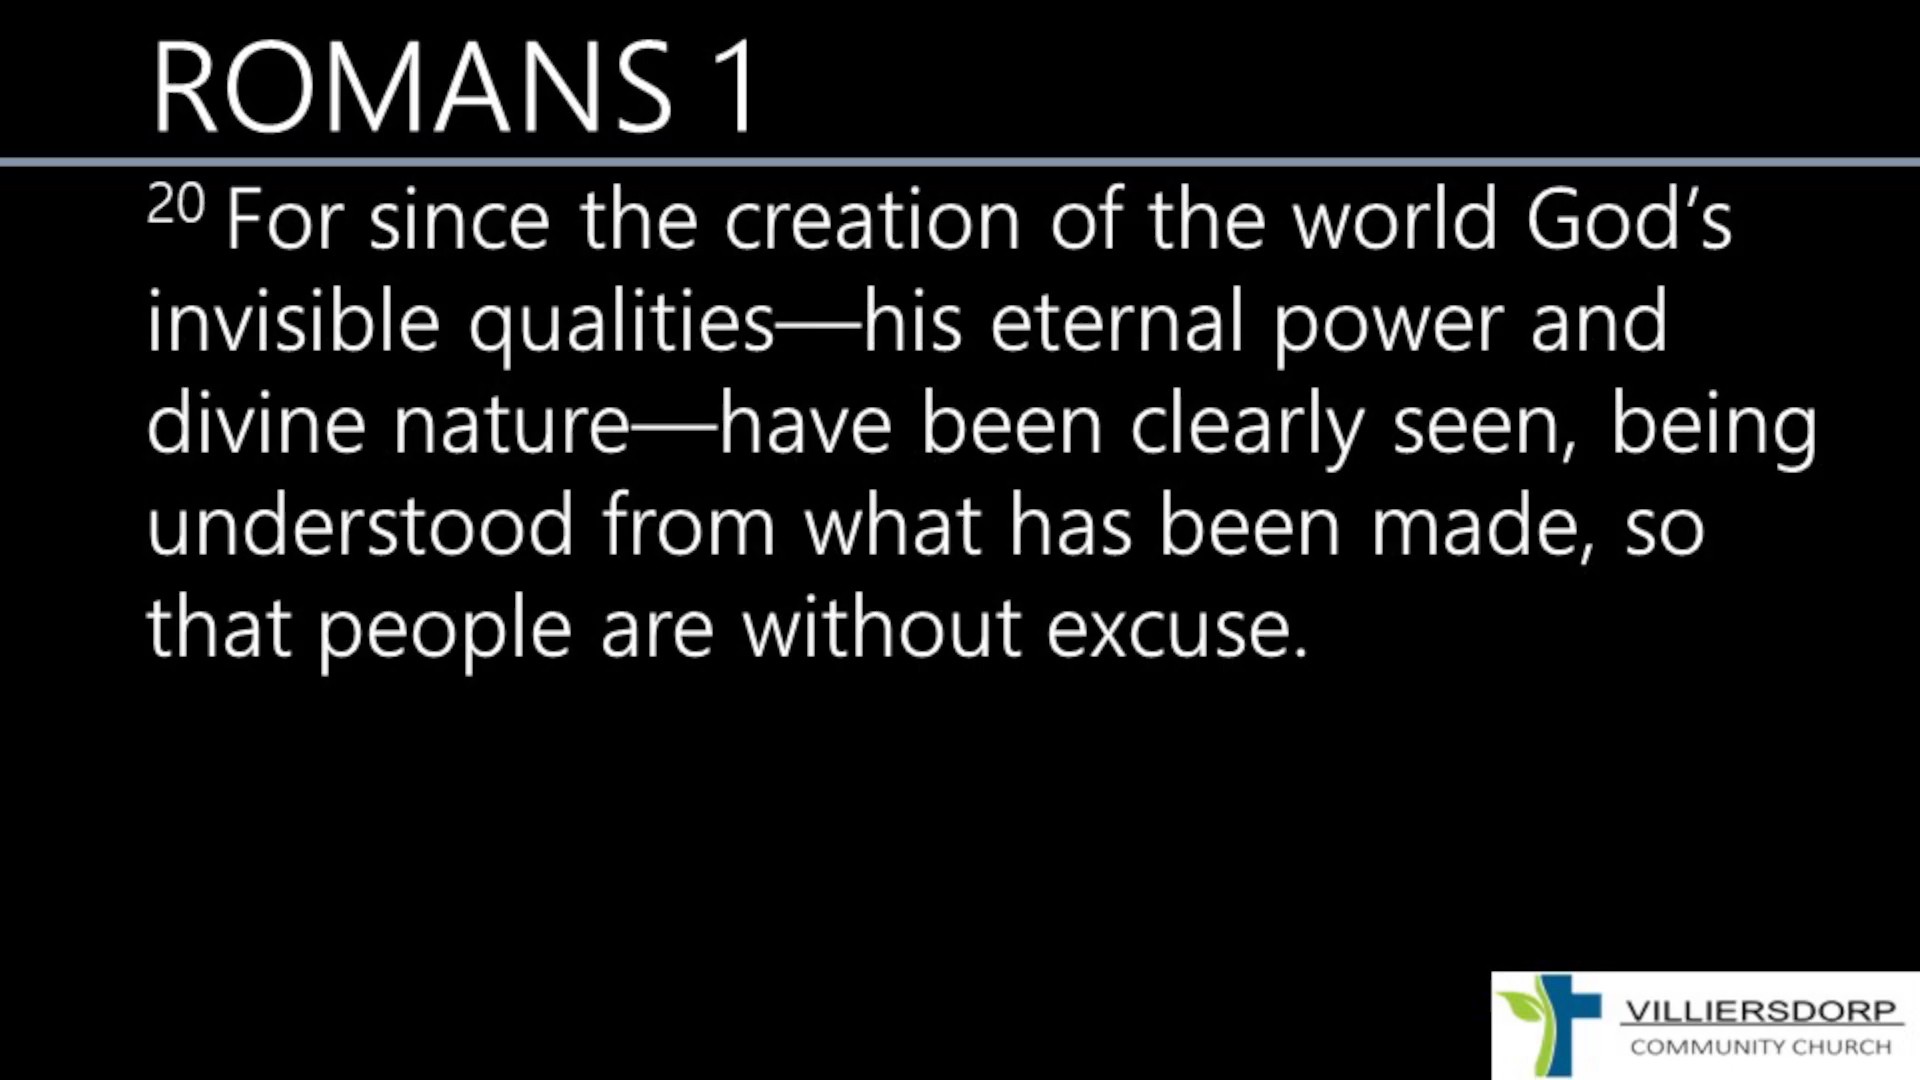 ROMANS 1
20 For since the creation of the world God’s
invisible qualities—his eternal power and
divine nature—have been clearly seen, being
understood from what has been made, so
that people are without excuse.
VILLIERSDORP
COMMUNITY CHURCH